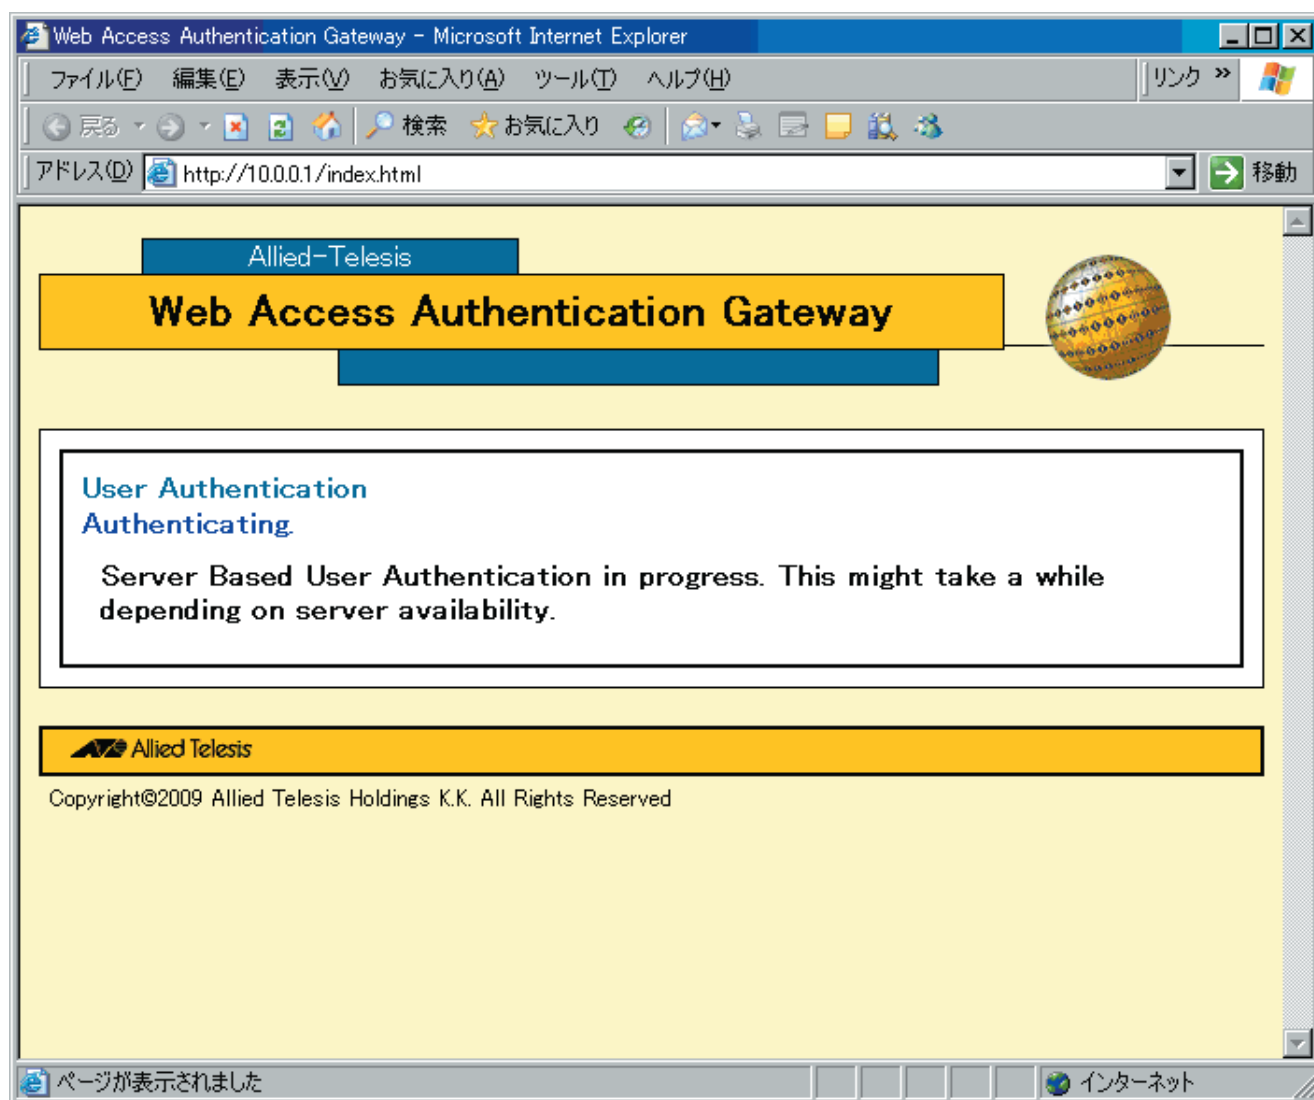 Web Access Authentication Gateway - Microsoft Internet Explorer
ファイル(F) 編集(E) 表示(V) お気に入り(A) ツール(T) ヘルプ(H) リンク »
戻る 検索 お気に入り
アドレス(D) http://10.0.0.1/index.html 移動
Allied-Telesis
Web Access Authentication Gateway
User Authentication
Authenticating.
Server Based User Authentication in progress. This might take a while
depending on server availability.
Allied Telesis
Copyright©2009 Allied Telesis Holdings K.K. All Rights Reserved
ページが表示されました インターネット